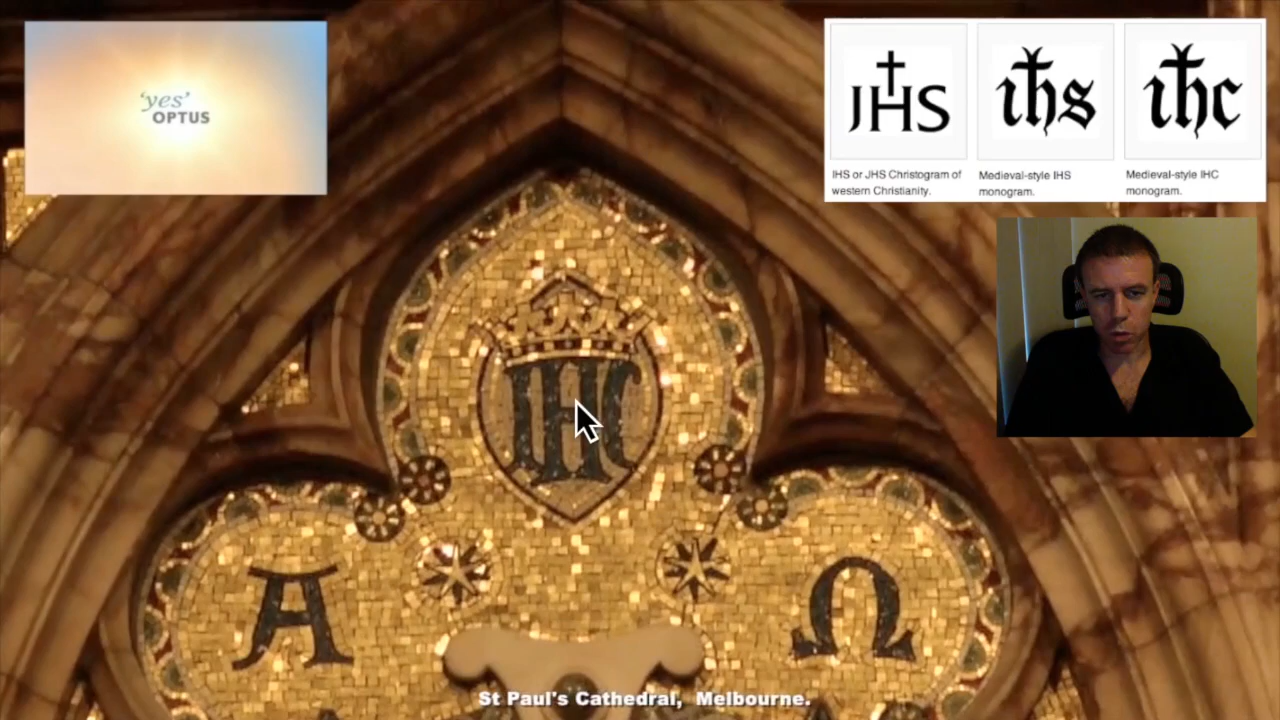 'yes'
OPTUS
JHS
ihs
ihc
IHS or JHS Christogram of
western Christianity.
Medieval-style IHS
monogram.
Medieval-style IHC
monogram.
IHC
Α
Ω
St Paul's Cathedral, Melbourne.